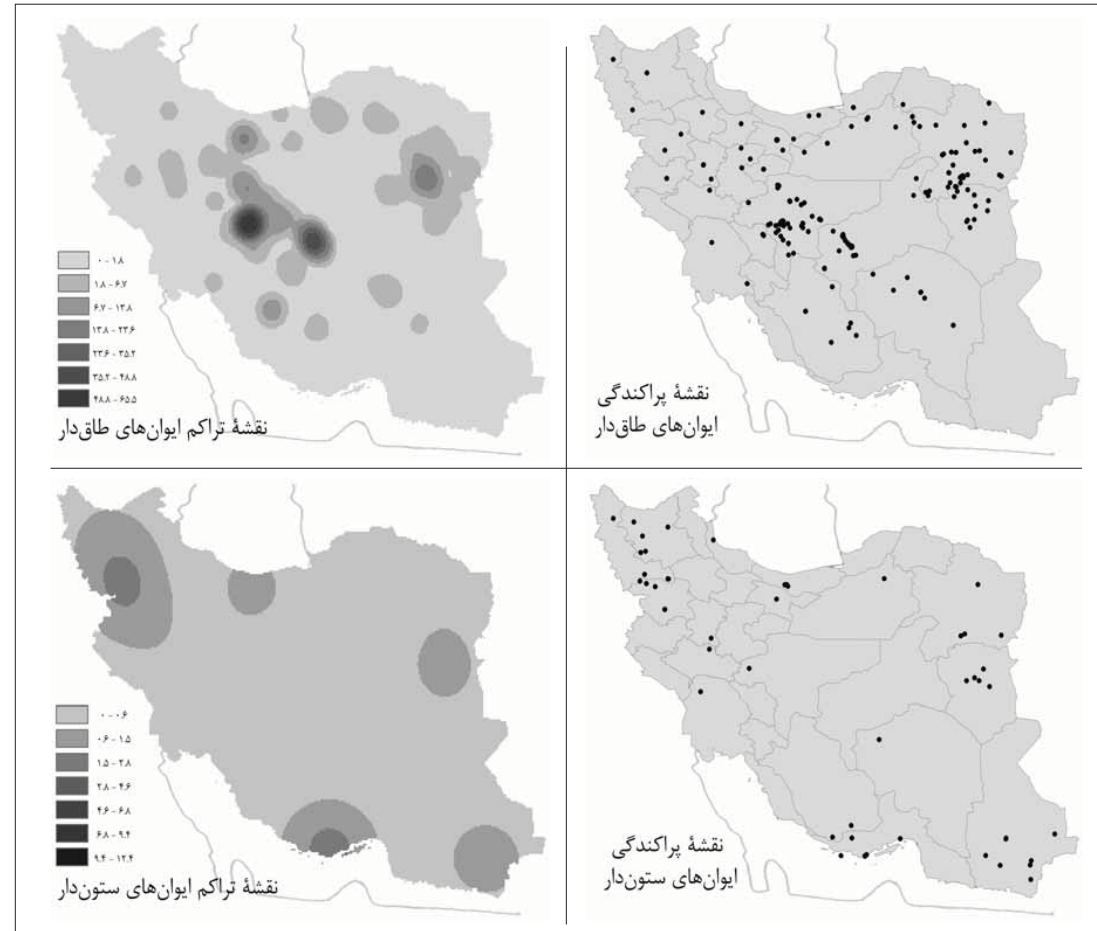 نقشهٔ پراکندگی
ایوان‌های طاق‌دار
۰ - ۱.۸
۱.۸ - ۶.۷
۶.۷ - ۱۳.۸
۱۳.۸ - ۲۳.۶
۲۳.۶ - ۳۵.۲
۳۵.۲ - ۴۸.۸
۴۸.۸ - ۶۵.۵
نقشهٔ تراکم ایوان‌های طاق‌دار
نقشهٔ پراکندگی
ایوان‌های ستون‌دار
۰ - ۰.۶
۰.۶ - ۱.۵
۱.۵ - ۲.۸
۲.۸ - ۴.۶
۴.۶ - ۶.۸
۶.۸ - ۹.۴
۹.۴ - ۱۲.۴
نقشهٔ تراکم ایوان‌های ستون‌دار